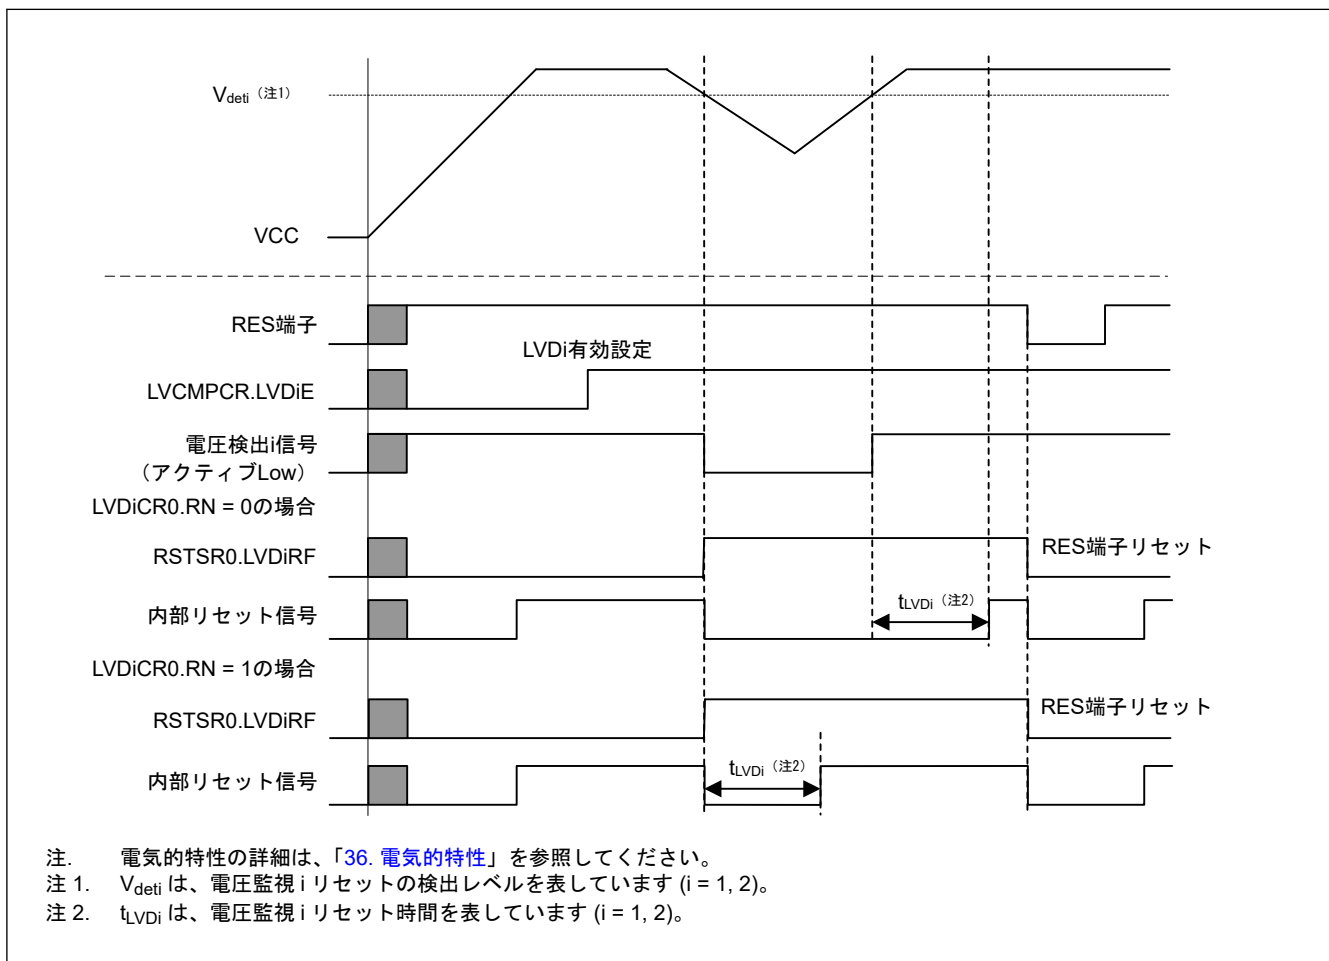 Vdeti（注1）
VCC
RES端子
LVDi有効設定
LVCMPCR.LVDiE
電圧検出i信号
（アクティブLow）
LVDiCR0.RN = 0の場合
RSTSR0.LVDiRF
RES端子リセット
内部リセット信号
tLVDi（注2）
LVDiCR0.RN = 1の場合
RSTSR0.LVDiRF
RES端子リセット
内部リセット信号
tLVDi（注2）
注. 電気的特性の詳細は、「36. 電気的特性」を参照してください。
注 1. Vdeti は、電圧監視 i リセットの検出レベルを表しています (i = 1, 2)。
注 2. tLVDi は、電圧監視 i リセット時間を表しています (i = 1, 2)。